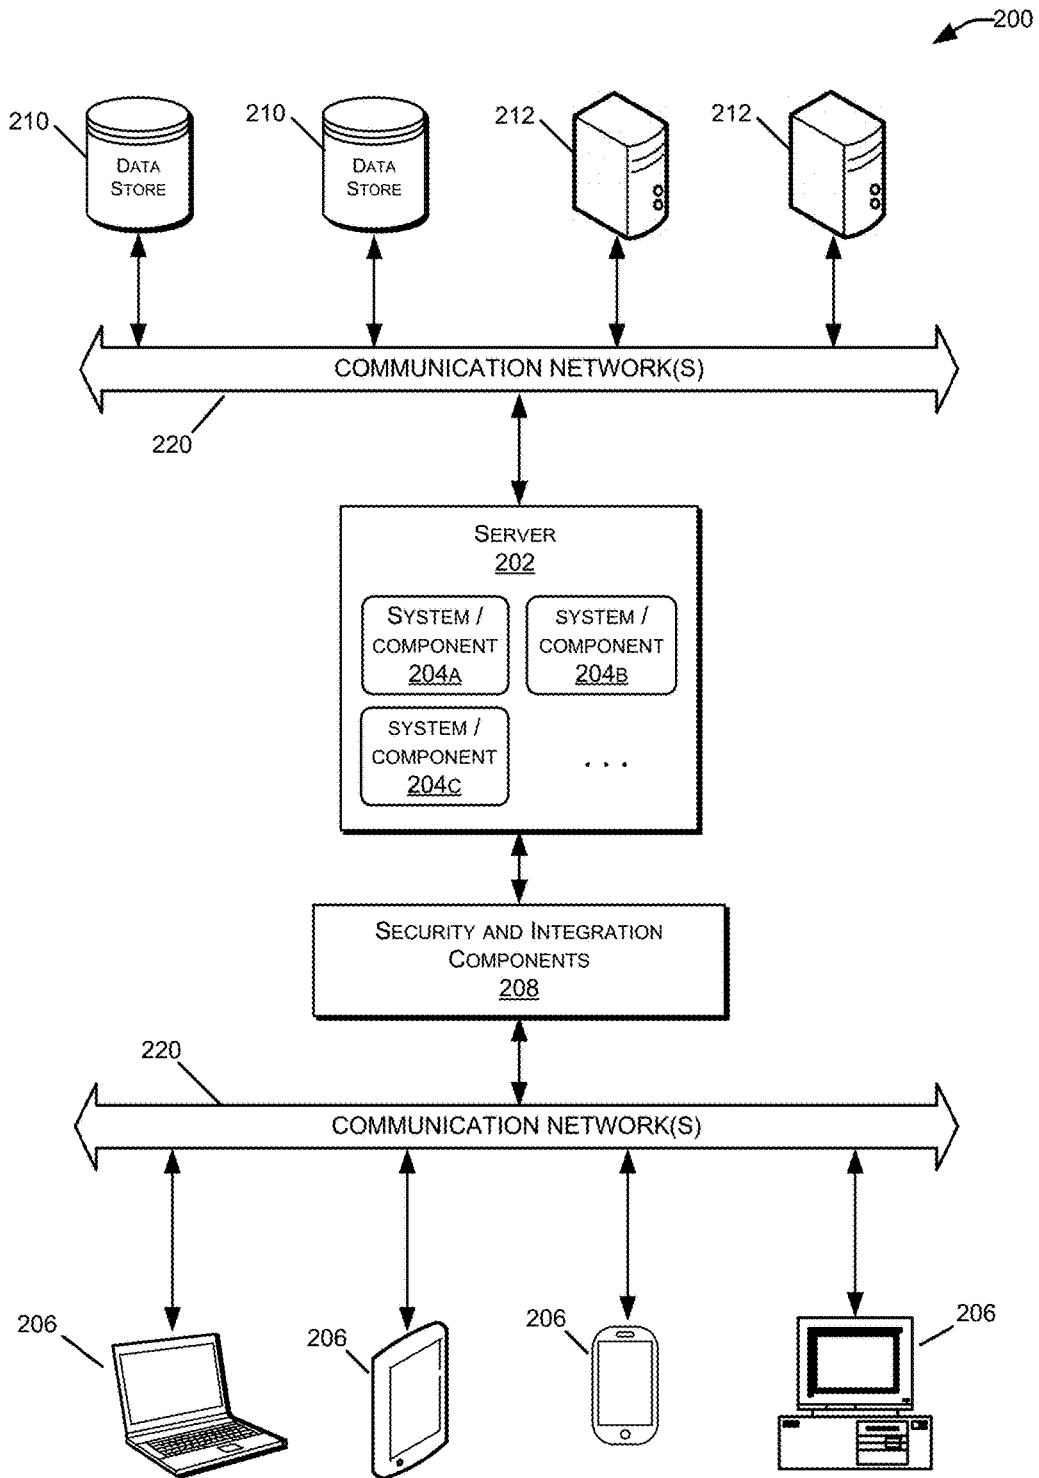 200
210
210
212
212
DATA
STORE
DATA
STORE
COMMUNICATION NETWORK(S)
220
SERVER
202
SYSTEM /
COMPONENT
204A
SYSTEM /
COMPONENT
204B
SYSTEM /
COMPONENT
204C
. . .
SECURITY AND INTEGRATION
COMPONENTS
208
220
COMMUNICATION NETWORK(S)
206
206
206
206